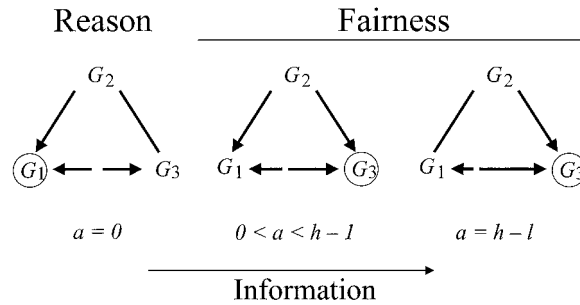 Reason Fairness
G2 G2 G2
G1 G3 G1 G3 G1 G3
a = 0 0 < a < h – 1 a = h – l
Information